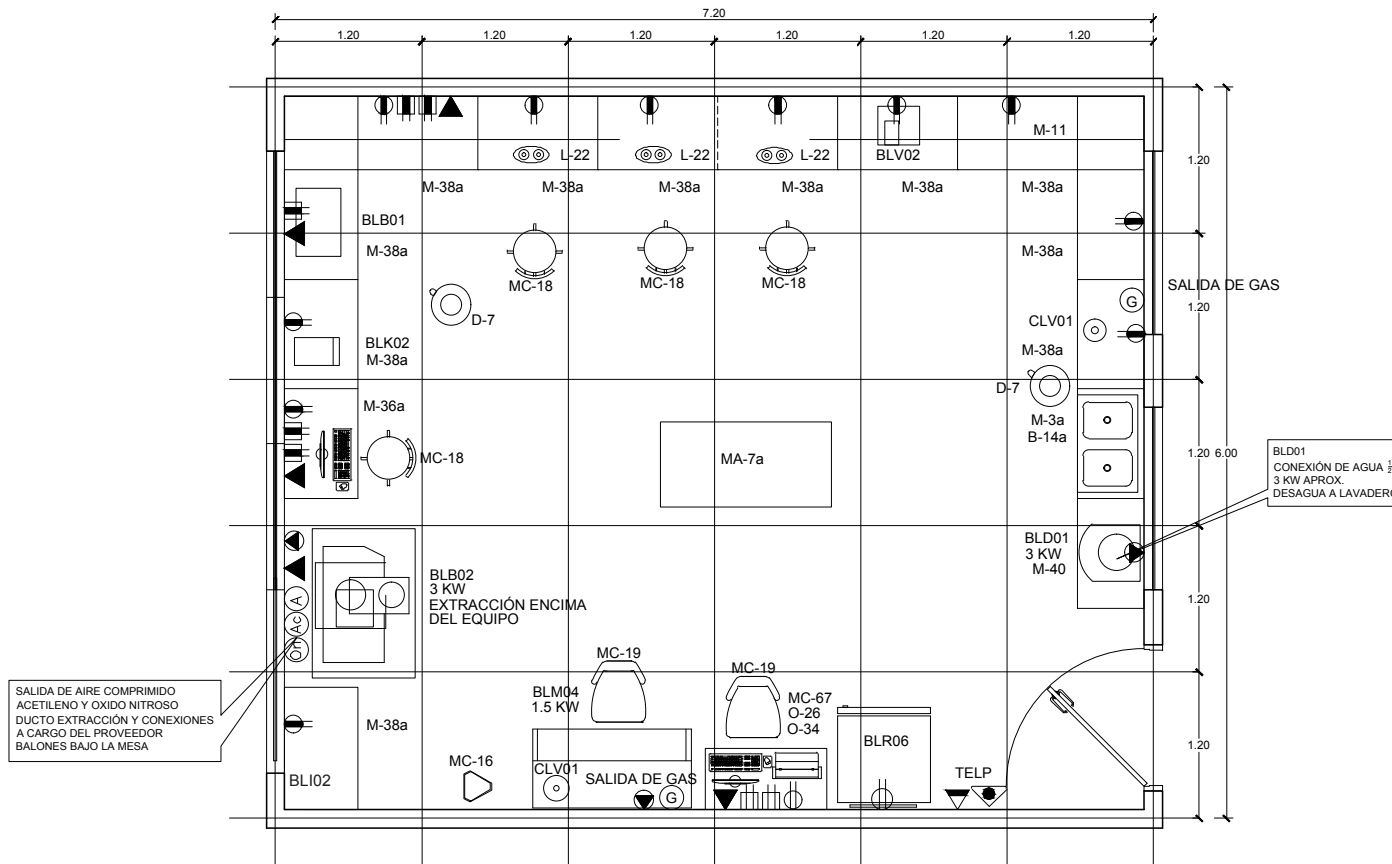 7.20
1.20 1.20 1.20 1.20 1.20 1.20
M-11
L-22 L-22 L-22 BLV02
1.20
M-38a M-38a M-38a M-38a M-38a M-38a
BLB01
M-38a M-38a
MC-18 MC-18 MC-18
SALIDA DE GAS
G
1.20
D-7
CLV01
BLK02
M-38a
M-38a
D-7
M-36a
M-3a
B-14a
MC-18
MA-7a
1.20 6.00
BLD01
CONEXIÓN DE AGUA
3 KW APROX.
DESAGUA A LAVADERO
BLD01
3 KW
M-40
BLB02
3 KW
EXTRACCIÓN ENCIMA
DEL EQUIPO
A
Ac
On
1.20
SALIDA DE AIRE COMPRIMIDO
ACETILENO Y OXIDO NITROSO
DUCTO EXTRACCIÓN Y CONEXIONES
A CARGO DEL PROVEEDOR
BALONES BAJO LA MESA
MC-19
MC-19
BLM04
1.5 KW
MC-67
O-26
O-34
M-38a
BLR06
1.20
MC-16
BLI02
CLV01
SALIDA DE GAS
G
TELP